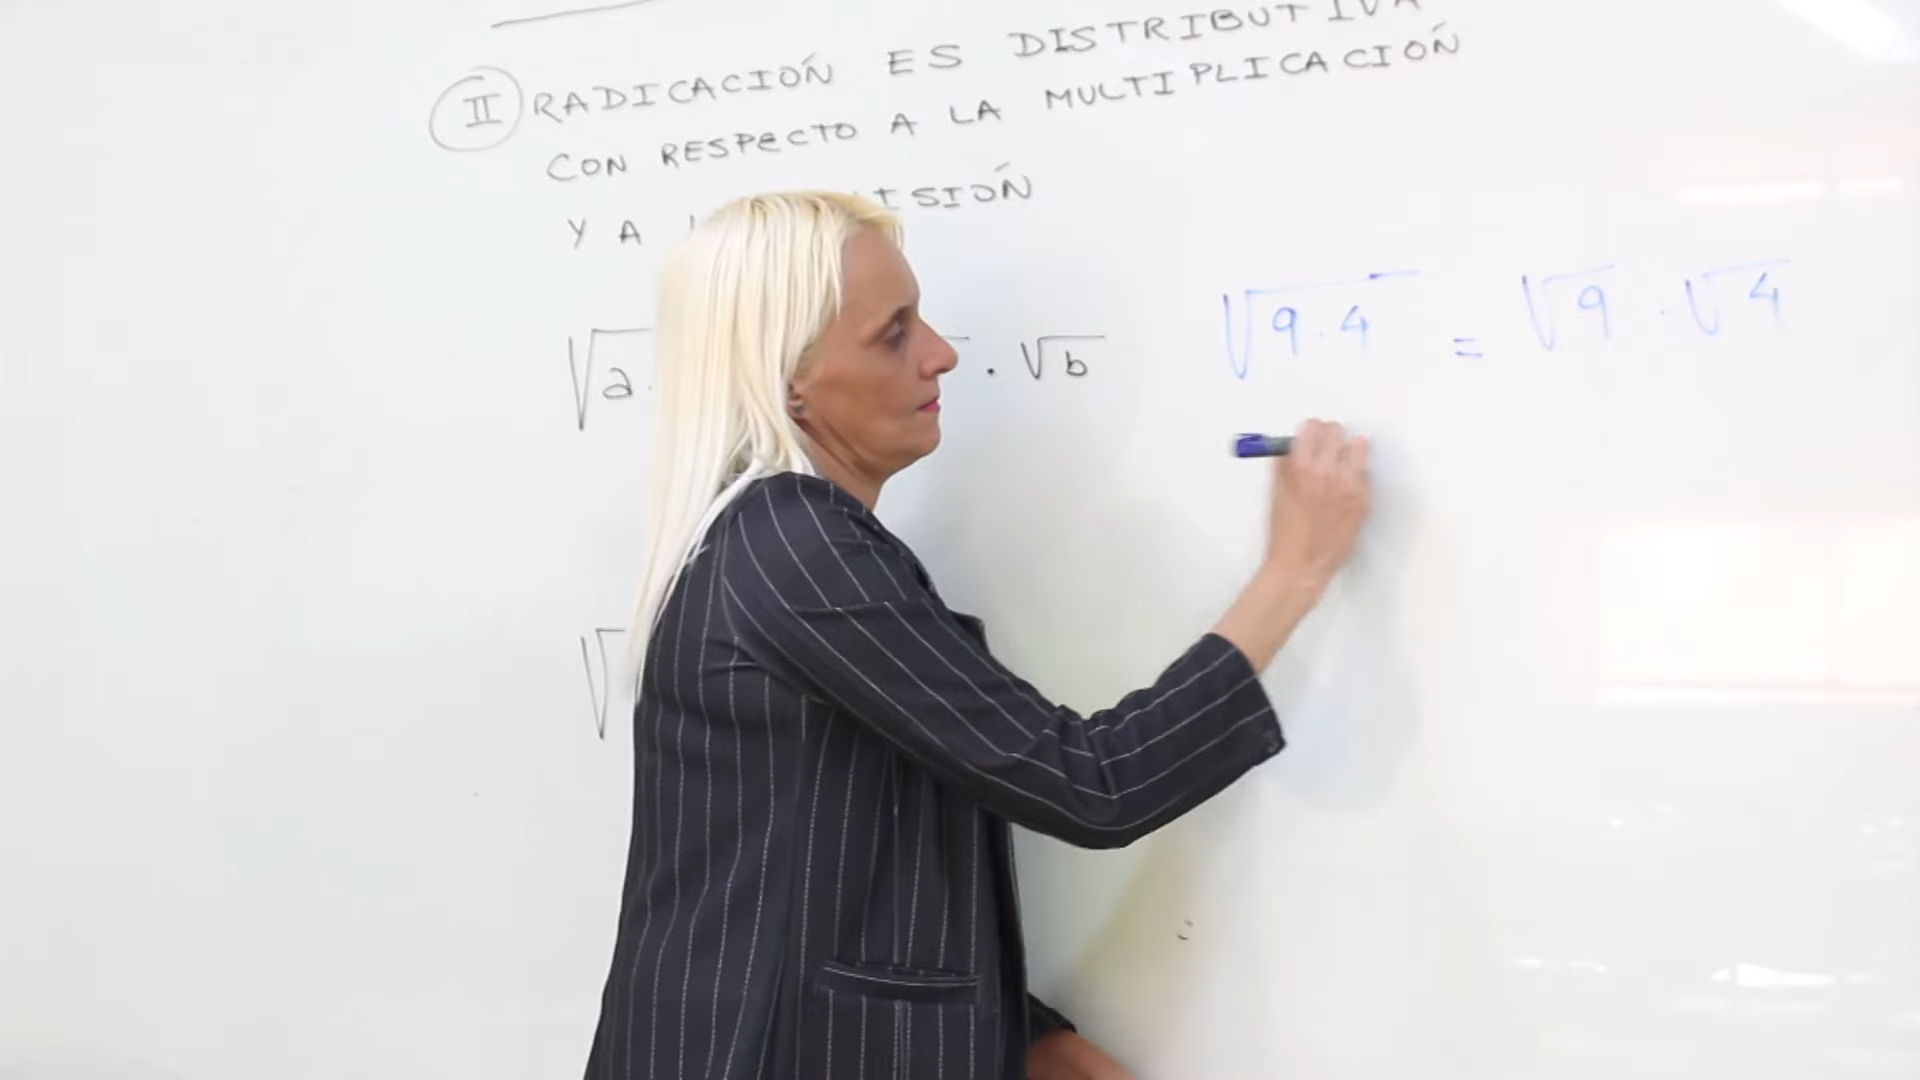 II RADICACIÓN ES DISTRIBUTIVA
CON RESPECTO A LA MULTIPLICACIÓN
Y A
√a. . √b
√9.4 = √9 . √4